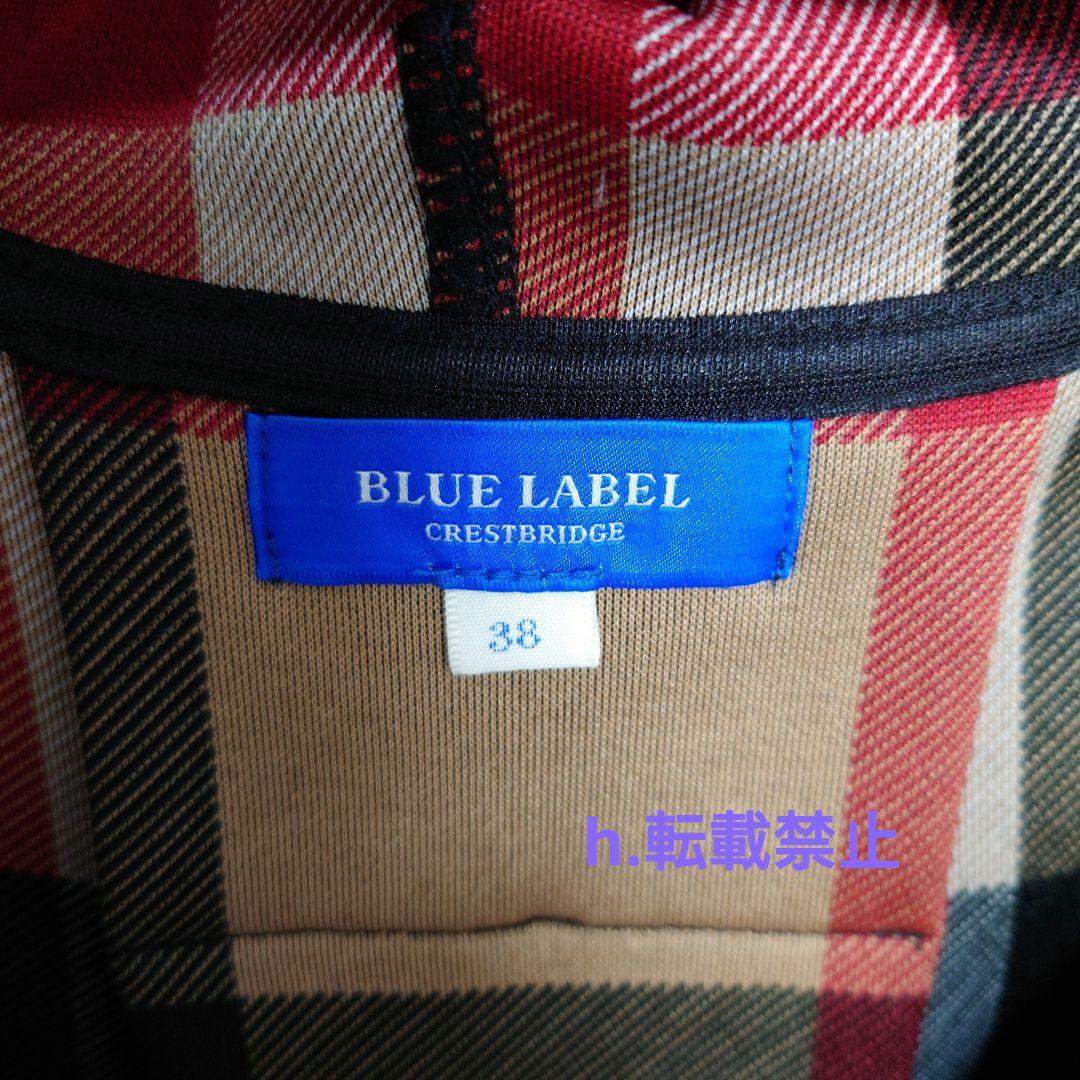 BLUE LABEL
CRESTBRIDGE
38
h.転載禁止